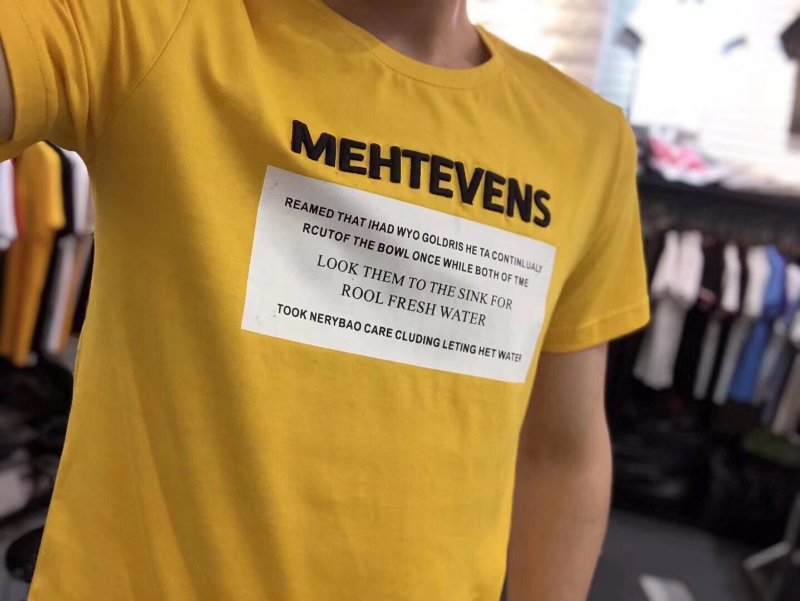 MEHTEVENS
REAMED THAT IHAD WYO GOLDRIS HE TA CONTINLUALY
RCUTOF THE BOWL ONCE WHILE BOTH OF TME
LOOK THEM TO THE SINK FOR
ROOL FRESH WATER
TOOK NERYBAO CARE CLUDING LETING HET WATER